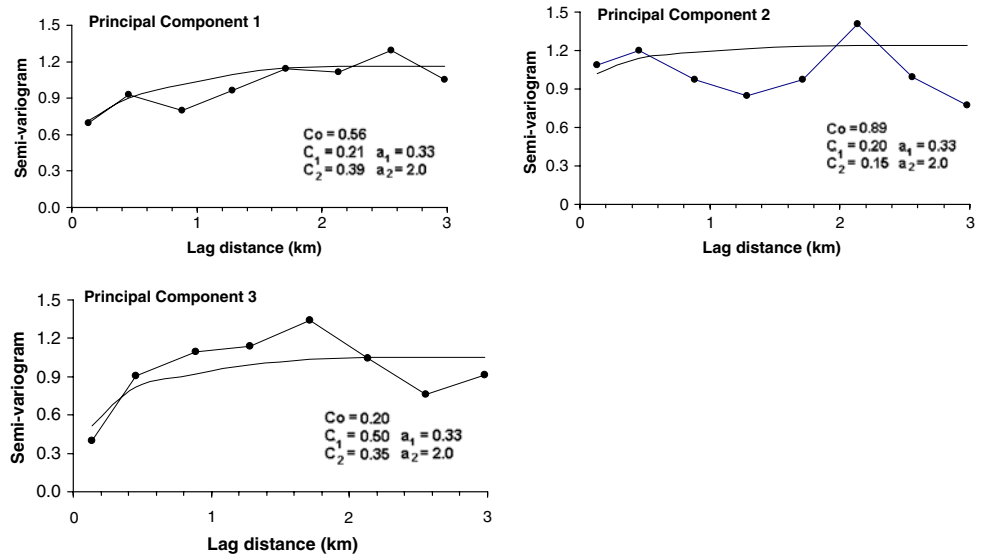 Principal Component 1
1.5
1.2
0.9
0.6
0.3
0.0
Semi-variogram
Co = 0.56
C1 = 0.21 a1 = 0.33
C2 = 0.39 a2 = 2.0
0 1 2 3
Lag distance (km)
Principal Component 2
1.5
1.2
0.9
0.6
0.3
0
Semi-variogram
Co = 0.89
C1 = 0.20 a1 = 0.33
C2 = 0.15 a2 = 2.0
0 1 2 3
Lag distance (km)
Principal Component 3
1.5
1.2
0.9
0.6
0.3
0.0
Semi-variogram
Co = 0.20
C1 = 0.50 a1 = 0.33
C2 = 0.35 a2 = 2.0
0 1 2 3
Lag distance (km)